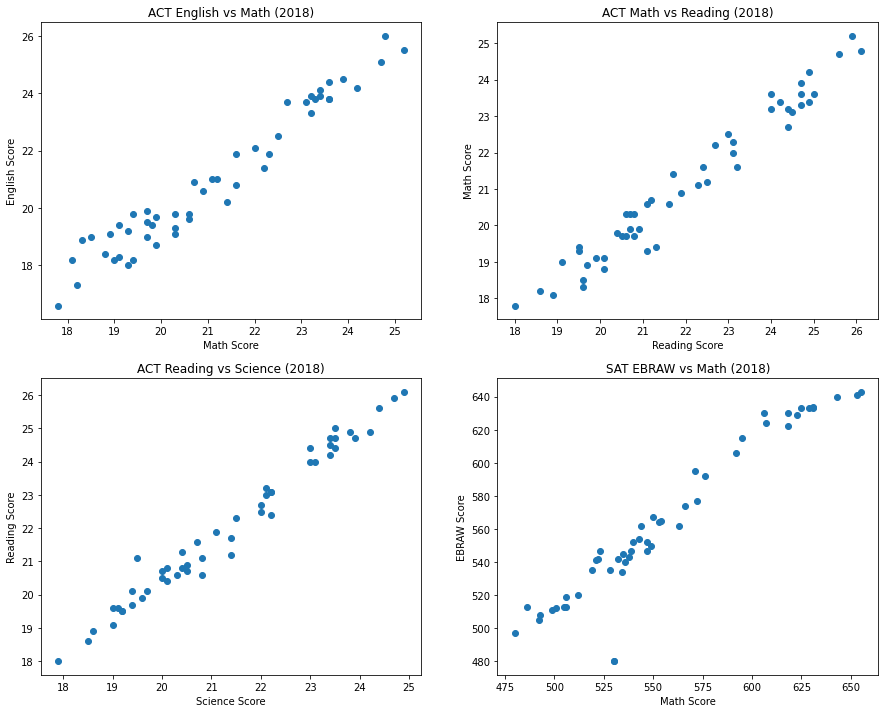 ACT English vs Math (2018)
English Score
26
24
22
20
18
18 19 20 21 22 23 24 25
Math Score
ACT Math vs Reading (2018)
Math Score
25
24
23
22
21
20
19
18
18 19 20 21 22 23 24 25 26
Reading Score
ACT Reading vs Science (2018)
Reading Score
26
25
24
23
22
21
20
19
18
18 19 20 21 22 23 24 25
Science Score
SAT EBRAW vs Math (2018)
EBRAW Score
640
620
600
580
560
540
520
500
480
475 500 525 550 575 600 625 650
Math Score